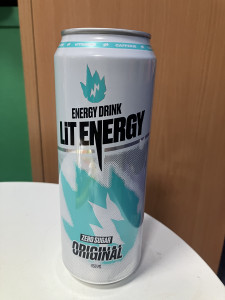 ENERGY DRINK
LIT ENERGY
ZERO SUGAR
ORIGINAL